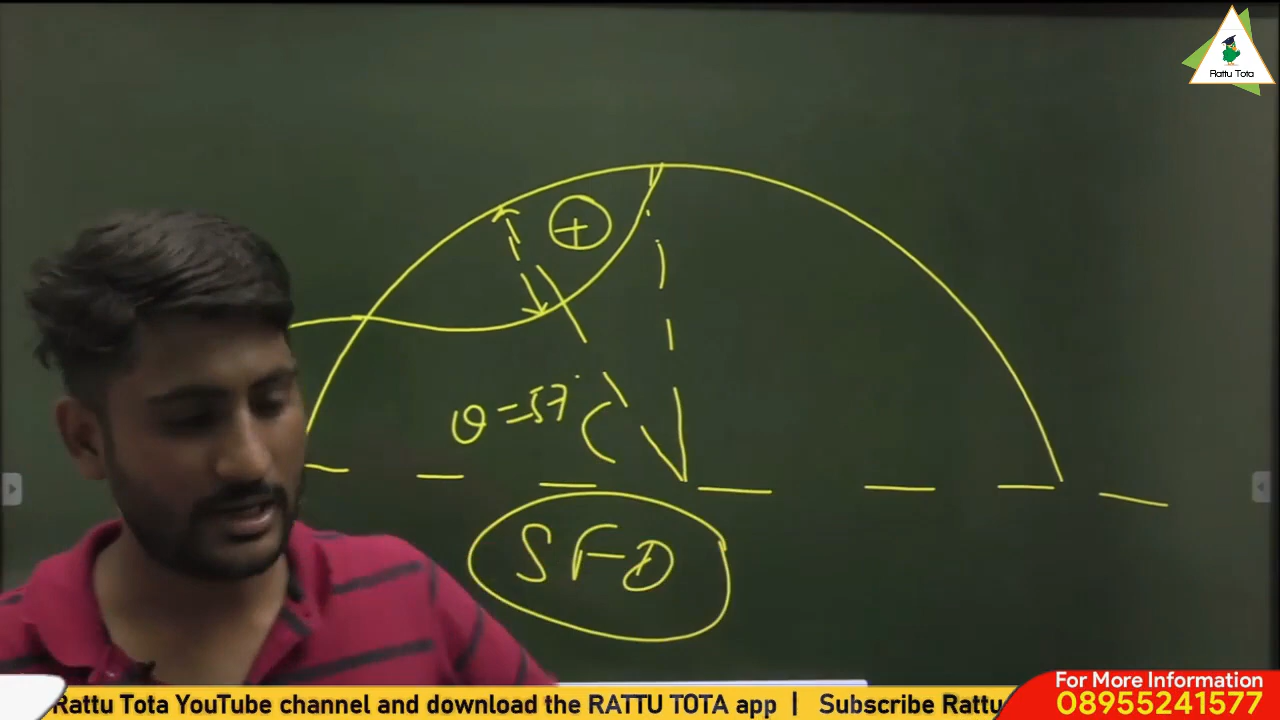 Rattu Tota
+
θ = 57°
SFD
Rattu Tota YouTube channel and download the RATTU TOTA app | Subscribe Rattu
For More Information
08955241577